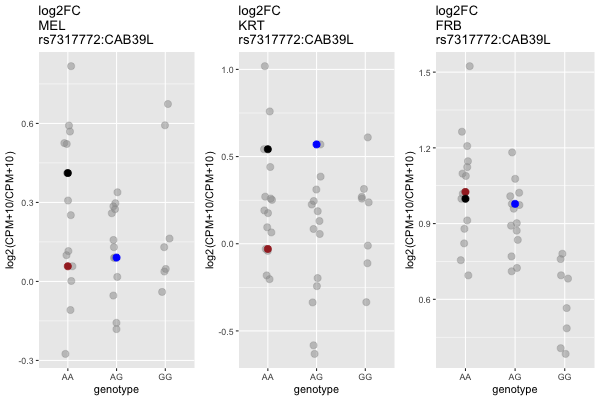 log2FC
MEL
rs7317772:CAB39L
log2(CPM+10/CPM+10)
0.6
0.3
0.0
-0.3
AA AG GG
genotype
log2FC
KRT
rs7317772:CAB39L
log2(CPM+10/CPM+10)
1.0
0.5
0.0
-0.5
AA AG GG
genotype
log2FC
FRB
rs7317772:CAB39L
log2(CPM+10/CPM+10)
1.5
1.2
0.9
0.6
AA AG GG
genotype